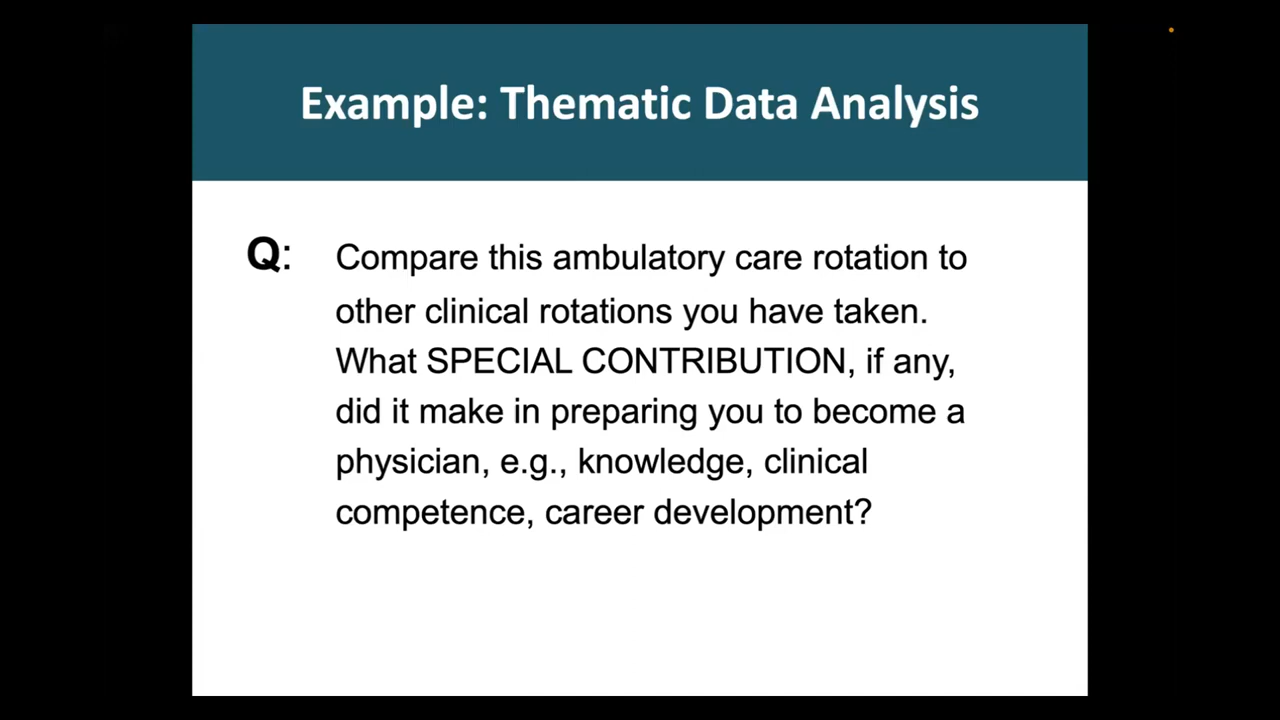 Example: Thematic Data Analysis
Q: Compare this ambulatory care rotation to
other clinical rotations you have taken.
What SPECIAL CONTRIBUTION, if any,
did it make in preparing you to become a
physician, e.g., knowledge, clinical
competence, career development?